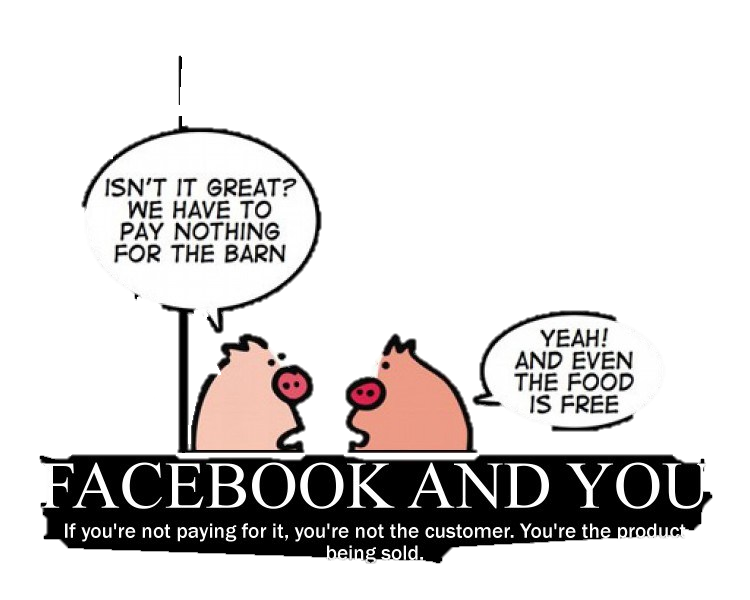 ISN'T IT GREAT?
WE HAVE TO
PAY NOTHING
FOR THE BARN
YEAH!
AND EVEN
THE FOOD
IS FREE
FACEBOOK AND YOU
If you're not paying for it, you're not the customer. You're the product
being sold.